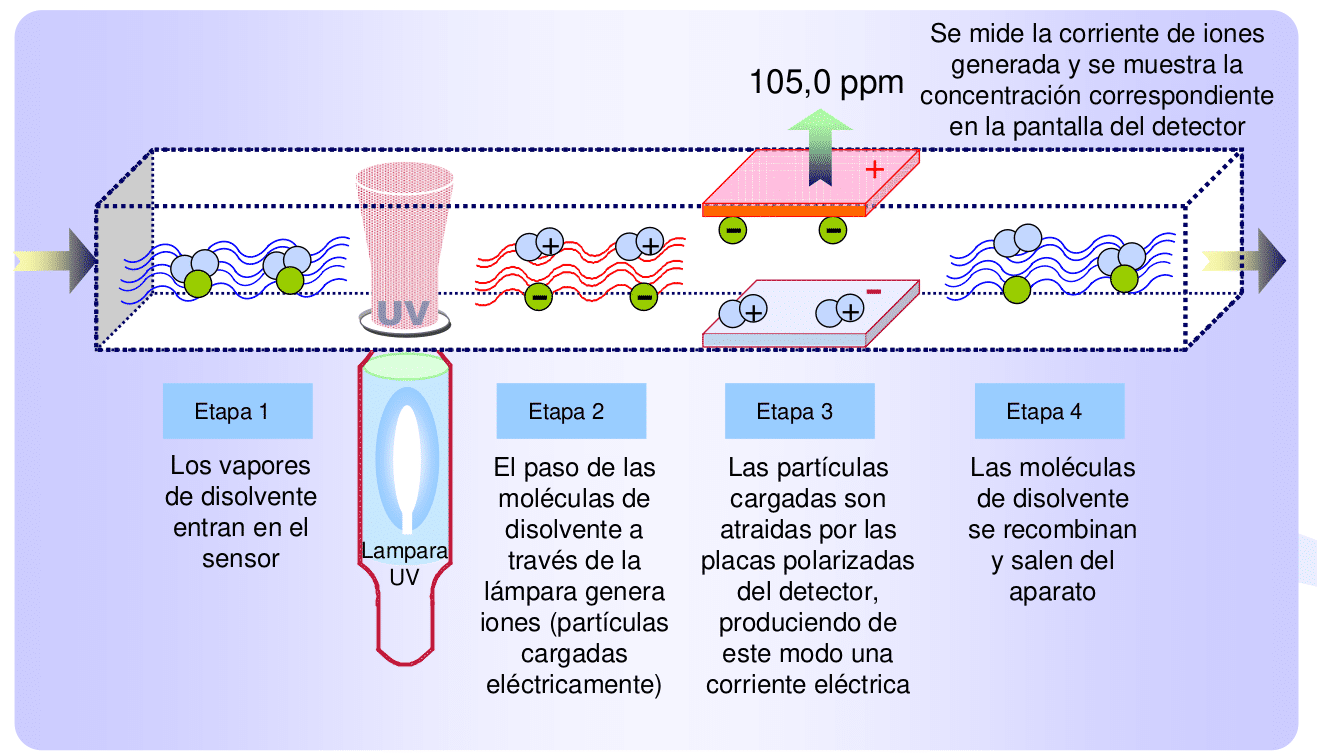 Se mide la corriente de iones
generada y se muestra la
concentración correspondiente
en la pantalla del detector
105,0 ppm
+
+
+
-
-
UV
-
-
-
+
+
Lampara
UV
Etapa 1
Los vapores
de disolvente
entran en el
sensor
Etapa 2
El paso de las
moléculas de
disolvente a
través de la
lámpara genera
iones (partículas
cargadas
eléctricamente)
Etapa 3
Las partículas
cargadas son
atraidas por las
placas polarizadas
del detector,
produciendo de
este modo una
corriente eléctrica
Etapa 4
Las moléculas
de disolvente
se recombinan
y salen del
aparato